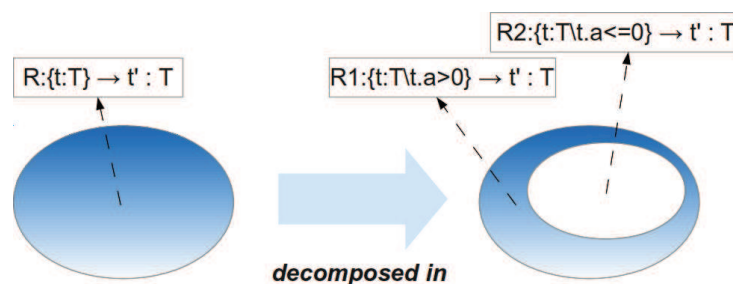 R2:{t:T\t.a<=0} → t' : T
R:{t:T} → t' : T
R1:{t:T\t.a>0} → t' : T
decomposed in